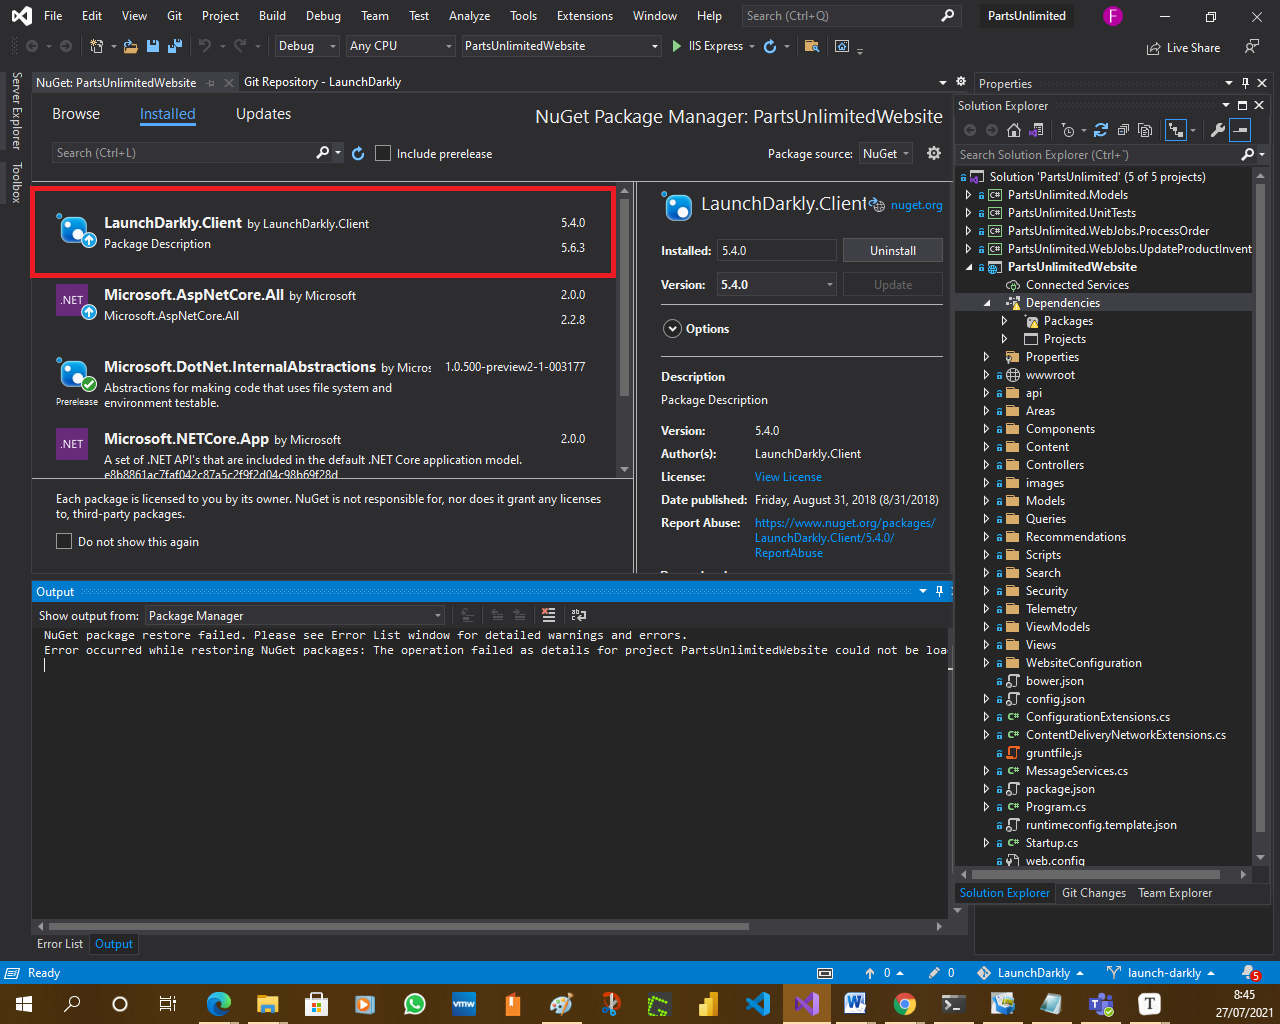 File Edit View Git Project Build Debug Team Test Analyze Tools Extensions Window Help Search (Ctrl+Q) PartsUnlimited F
Debug Any CPU PartsUnlimitedWebsite IIS Express Live Share
Server Explorer
Toolbox
NuGet: PartsUnlimitedWebsite Git Repository - LaunchDarkly
Browse Installed Updates NuGet Package Manager: PartsUnlimitedWebsite
Search (Ctrl+L) Include prerelease Package source: NuGet
LaunchDarkly.Client by LaunchDarkly.Client 5.4.0
Package Description 5.6.3
.NET Microsoft.AspNetCore.All by Microsoft 2.0.0
Microsoft.AspNetCore.All 2.2.8
Microsoft.DotNet.InternalAbstractions by Micros 1.0.500-preview2-1-003177
Abstractions for making code that uses file system and
environment testable.
Prerelease
.NET Microsoft.NETCore.App by Microsoft 2.0.0
A set of .NET API's that are included in the default .NET Core application model.
e8b8861ac7faf042c87a5c2f9f2d04c98b69f28d
Each package is licensed to you by its owner. NuGet is not responsible for, nor does it grant any licenses
to, third-party packages.
Do not show this again
LaunchDarkly.Client nuget.org
Installed: 5.4.0 Uninstall
Version: 5.4.0 Update
Options
Description
Package Description
Version: 5.4.0
Author(s): LaunchDarkly.Client
License: View License
Date published: Friday, August 31, 2018 (8/31/2018)
Report Abuse: https://www.nuget.org/packages/
LaunchDarkly.Client/5.4.0/
ReportAbuse
Output
Show output from: Package Manager
NuGet package restore failed. Please see Error List window for detailed warnings and errors.
Error occurred while restoring NuGet packages: The operation failed as details for project PartsUnlimitedWebsite could not be loa
Error List Output
Properties
Solution Explorer
Search Solution Explorer (Ctrl+¨)
Solution 'PartsUnlimited' (5 of 5 projects)
C# PartsUnlimited.Models
C# PartsUnlimited.UnitTests
C# PartsUnlimited.WebJobs.ProcessOrder
C# PartsUnlimited.WebJobs.UpdateProductInvent
PartsUnlimitedWebsite
Connected Services
Dependencies
Packages
Projects
Properties
wwwroot
api
Areas
Components
Content
Controllers
images
Models
Queries
Recommendations
Scripts
Search
Security
Telemetry
ViewModels
Views
WebsiteConfiguration
bower.json
config.json
C# ConfigurationExtensions.cs
C# ContentDeliveryNetworkExtensions.cs
gruntfile.js
C# MessageServices.cs
package.json
C# Program.cs
runtimeconfig.template.json
C# Startup.cs
web.config
Solution Explorer Git Changes Team Explorer
Ready 0 0 LaunchDarkly launch-darkly 5
vmw W T
8:45
27/07/2021